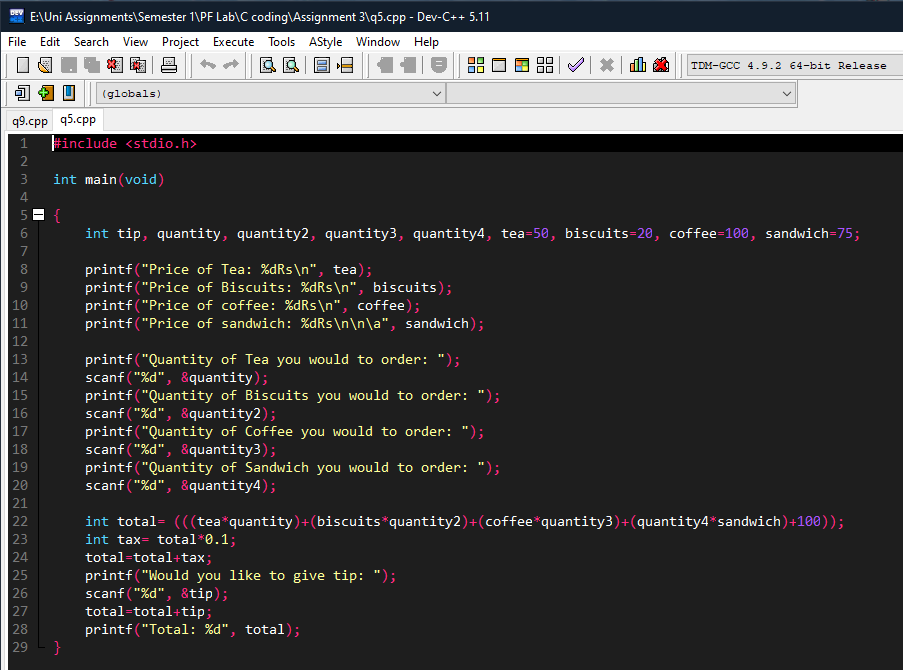 E:\Uni Assignments\Semester 1\PF Lab\C coding\Assignment 3\q5.cpp - Dev-C++ 5.11
File Edit Search View Project Execute Tools AStyle Window Help
TDM-GCC 4.9.2 64-bit Release
(globals)
q9.cpp q5.cpp
1 #include <stdio.h>
2
3 int main(void)
4
5 {
6 int tip, quantity, quantity2, quantity3, quantity4, tea=50, biscuits=20, coffee=100, sandwich=75;
7
8 printf("Price of Tea: %dRs\n", tea);
9 printf("Price of Biscuits: %dRs\n", biscuits);
10 printf("Price of coffee: %dRs\n", coffee);
11 printf("Price of sandwich: %dRs\n\n\a", sandwich);
12
13 printf("Quantity of Tea you would to order: ");
14 scanf("%d", &quantity);
15 printf("Quantity of Biscuits you would to order: ");
16 scanf("%d", &quantity2);
17 printf("Quantity of Coffee you would to order: ");
18 scanf("%d", &quantity3);
19 printf("Quantity of Sandwich you would to order: ");
20 scanf("%d", &quantity4);
21
22 int total= (((tea*quantity)+(biscuits*quantity2)+(coffee*quantity3)+(quantity4*sandwich)+100));
23 int tax= total*0.1;
24 total=total+tax;
25 printf("Would you like to give tip: ");
26 scanf("%d", &tip);
27 total=total+tip;
28 printf("Total: %d", total);
29 }